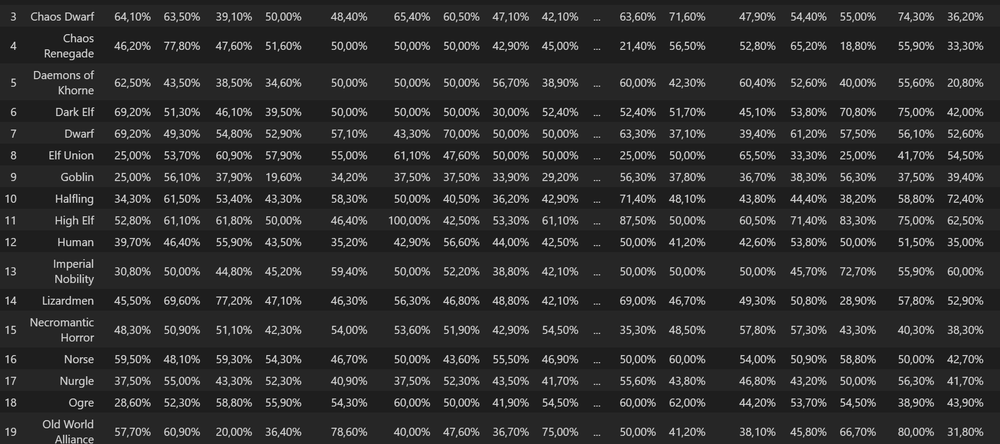 3 Chaos Dwarf 64,10% 63,50% 39,10% 50,00% 48,40% 65,40% 60,50% 47,10% 42,10% ... 63,60% 71,60% 47,90% 54,40% 55,00% 74,30% 36,20%
4 Chaos
Renegade 46,20% 77,80% 47,60% 51,60% 50,00% 50,00% 50,00% 42,90% 45,00% ... 21,40% 56,50% 52,80% 65,20% 18,80% 55,90% 33,30%
5 Daemons of
Khorne 62,50% 43,50% 38,50% 34,60% 50,00% 50,00% 50,00% 56,70% 38,90% ... 60,00% 42,30% 60,40% 52,60% 40,00% 55,60% 20,80%
6 Dark Elf 69,20% 51,30% 46,10% 39,50% 50,00% 50,00% 50,00% 30,00% 52,40% ... 52,40% 51,70% 45,10% 53,80% 70,80% 75,00% 42,00%
7 Dwarf 69,20% 49,30% 54,80% 52,90% 57,10% 43,30% 70,00% 50,00% 50,00% ... 63,30% 37,10% 39,40% 61,20% 57,50% 56,10% 52,60%
8 Elf Union 25,00% 53,70% 60,90% 57,90% 55,00% 61,10% 47,60% 50,00% 50,00% ... 25,00% 50,00% 65,50% 33,30% 25,00% 41,70% 54,50%
9 Goblin 25,00% 56,10% 37,90% 19,60% 34,20% 37,50% 37,50% 33,90% 29,20% ... 56,30% 37,80% 36,70% 38,30% 56,30% 37,50% 39,40%
10 Halfling 34,30% 61,50% 53,40% 43,30% 58,30% 50,00% 40,50% 36,20% 42,90% ... 71,40% 48,10% 43,80% 44,40% 38,20% 58,80% 72,40%
11 High Elf 52,80% 61,10% 61,80% 50,00% 46,40% 100,00% 42,50% 53,30% 61,10% ... 87,50% 50,00% 60,50% 71,40% 83,30% 75,00% 62,50%
12 Human 39,70% 46,40% 55,90% 43,50% 35,20% 42,90% 56,60% 44,00% 42,50% ... 50,00% 41,20% 42,60% 53,80% 50,00% 51,50% 35,00%
13 Imperial
Nobility 30,80% 50,00% 44,80% 45,20% 59,40% 50,00% 52,20% 38,80% 42,10% ... 50,00% 50,00% 50,00% 45,70% 72,70% 55,90% 60,00%
14 Lizardmen 45,50% 69,60% 77,20% 47,10% 46,30% 56,30% 46,80% 48,80% 42,10% ... 69,00% 46,70% 49,30% 50,80% 28,90% 57,80% 52,90%
15 Necromantic
Horror 48,30% 50,90% 51,10% 42,30% 54,00% 53,60% 51,90% 42,90% 54,50% ... 35,30% 48,50% 57,80% 57,30% 43,30% 40,30% 38,30%
16 Norse 59,50% 48,10% 59,30% 54,30% 46,70% 50,00% 43,60% 55,50% 46,90% ... 50,00% 60,00% 54,00% 50,90% 58,80% 50,00% 42,70%
17 Nurgle 37,50% 55,00% 43,30% 52,30% 40,90% 37,50% 52,30% 43,50% 41,70% ... 55,60% 43,80% 46,80% 43,20% 50,00% 56,30% 41,70%
18 Ogre 28,60% 52,30% 58,80% 55,90% 54,30% 60,00% 50,00% 41,90% 54,50% ... 60,00% 62,00% 44,20% 53,70% 54,50% 38,90% 43,90%
19 Old World
Alliance 57,70% 60,90% 20,00% 36,40% 78,60% 40,00% 47,60% 36,70% 75,00% ... 50,00% 41,20% 38,10% 45,80% 66,70% 80,00% 31,80%